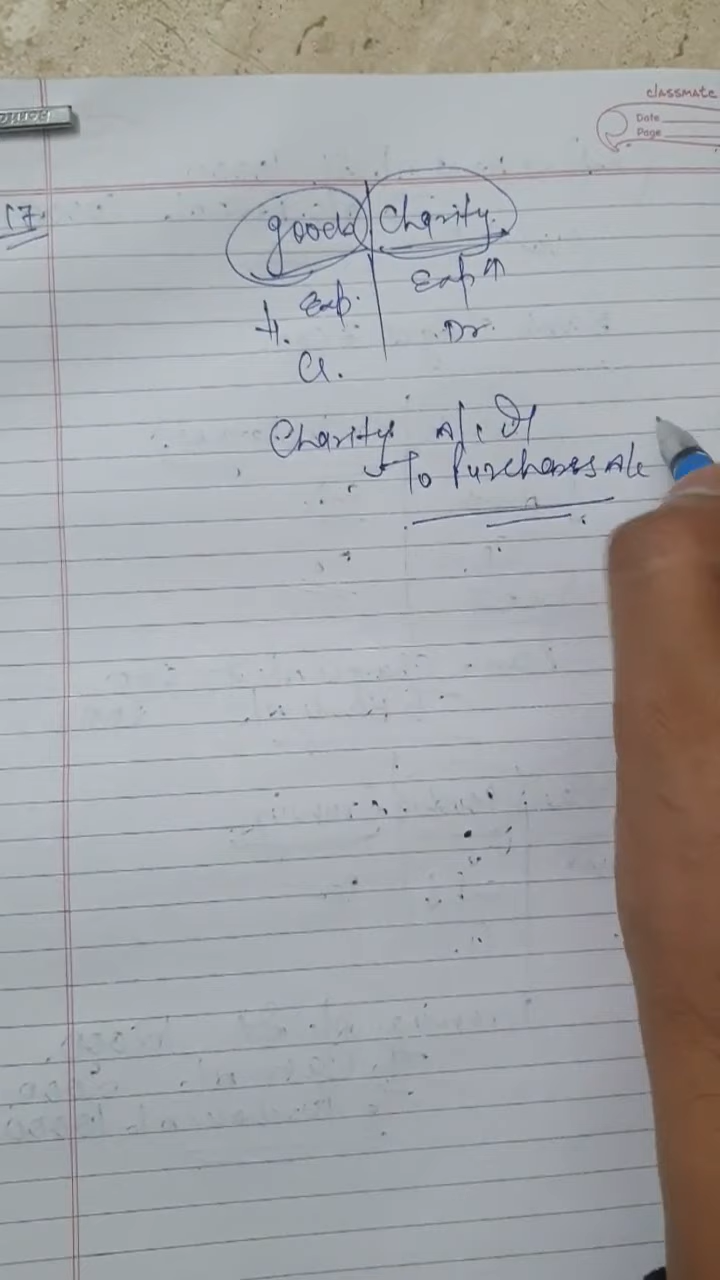 classmate
Date
Page
17.
goods Charity.
Exp. Exp ↑
Dr.
Cr.
Charity a/c Dr
To Purchases A/c